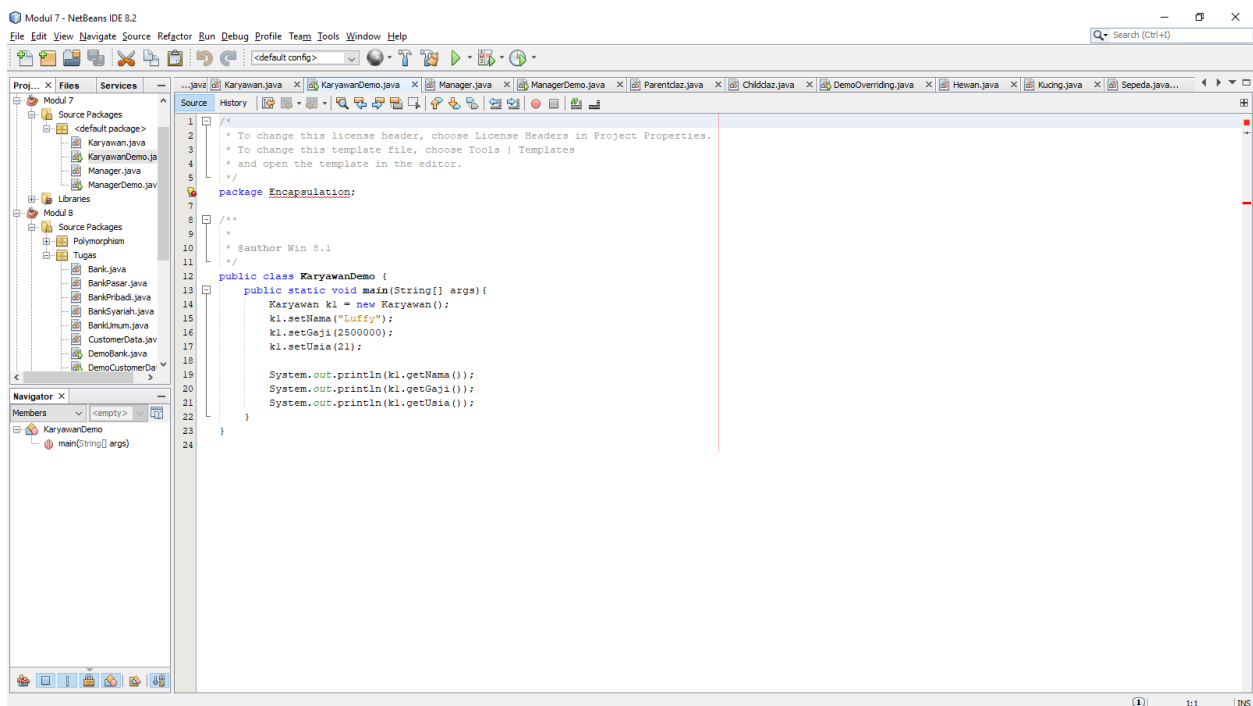 Modul 7 - NetBeans IDE 8.2
File Edit View Navigate Source Refactor Run Debug Profile Team Tools Window Help
Search (Ctrl+I)
<default config>
Proj... Files Services
...java Karyawan.java KaryawanDemo.java Manager.java ManagerDemo.java Parentdaz.java Childdaz.java DemoOverriding.java Hewan.java Kucing.java Sepeda.java...
Source History
Modul 7
Source Packages
<default package>
Karyawan.java
KaryawanDemo.ja
Manager.java
ManagerDemo.jav
Libraries
Modul 8
Source Packages
Polymorphism
Tugas
Bank.java
BankPasar.java
BankPribadi.java
BankSyariah.java
BankUmum.java
CustomerData.jav
DemoBank.java
DemoCustomerDa
Navigator
Members <empty>
KaryawanDemo
main(String[] args)
1 /*
2 * To change this license header, choose License Headers in Project Properties.
3 * To change this template file, choose Tools | Templates
4 * and open the template in the editor.
5 */
package Encapsulation;
7
8 /**
9 *
10 * @author Win 8.1
11 */
12 public class KaryawanDemo {
13 public static void main(String[] args){
14 Karyawan k1 = new Karyawan();
15 k1.setNama("Luffy");
16 k1.setGaji(2500000);
17 k1.setUsia(21);
18
19 System.out.println(k1.getNama());
20 System.out.println(k1.getGaji());
21 System.out.println(k1.getUsia());
22 }
23 }
24
1 1:1 INS